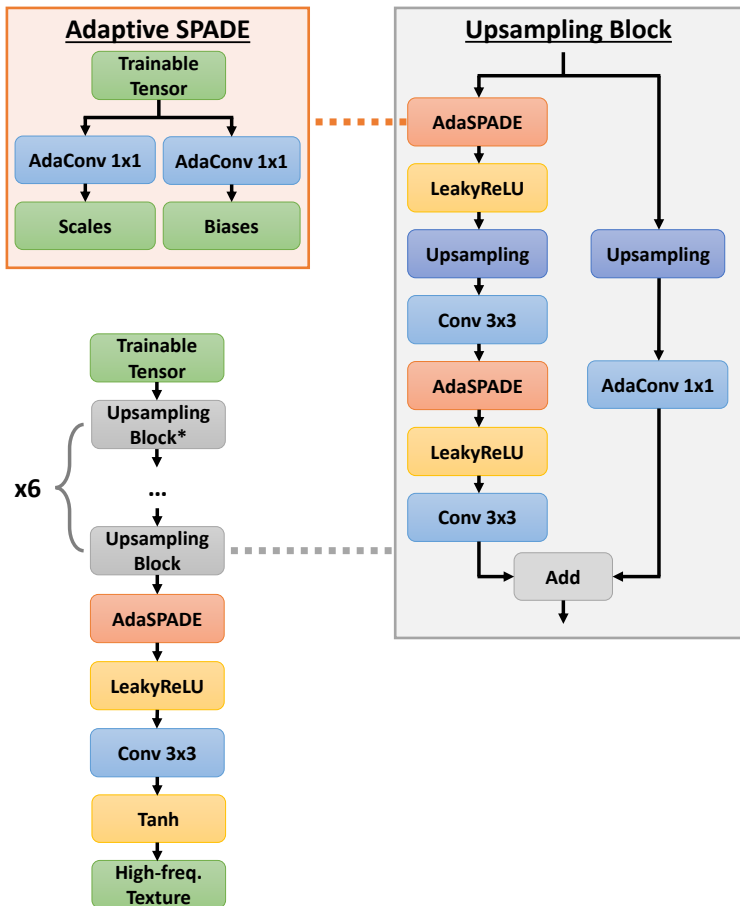 Adaptive SPADE
Trainable
Tensor
AdaConv 1x1
AdaConv 1x1
Scales
Biases
Upsampling Block
AdaSPADE
LeakyReLU
Upsampling
Upsampling
Conv 3x3
AdaSPADE
AdaConv 1x1
LeakyReLU
Conv 3x3
Add
Trainable
Tensor
Upsampling
Block*
x6
...
Upsampling
Block
AdaSPADE
LeakyReLU
Conv 3x3
Tanh
High-freq.
Texture